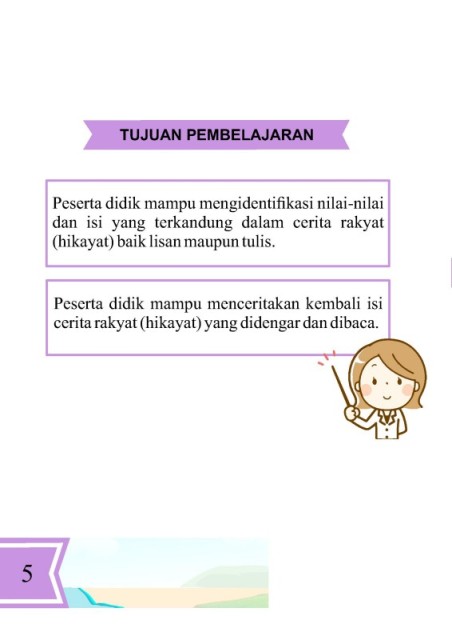 TUJUAN PEMBELAJARAN
Peserta didik mampu mengidentifikasi nilai-nilai
dan isi yang terkandung dalam cerita rakyat
(hikayat) baik lisan maupun tulis.
Peserta didik mampu menceritakan kembali isi
cerita rakyat (hikayat) yang didengar dan dibaca.
5